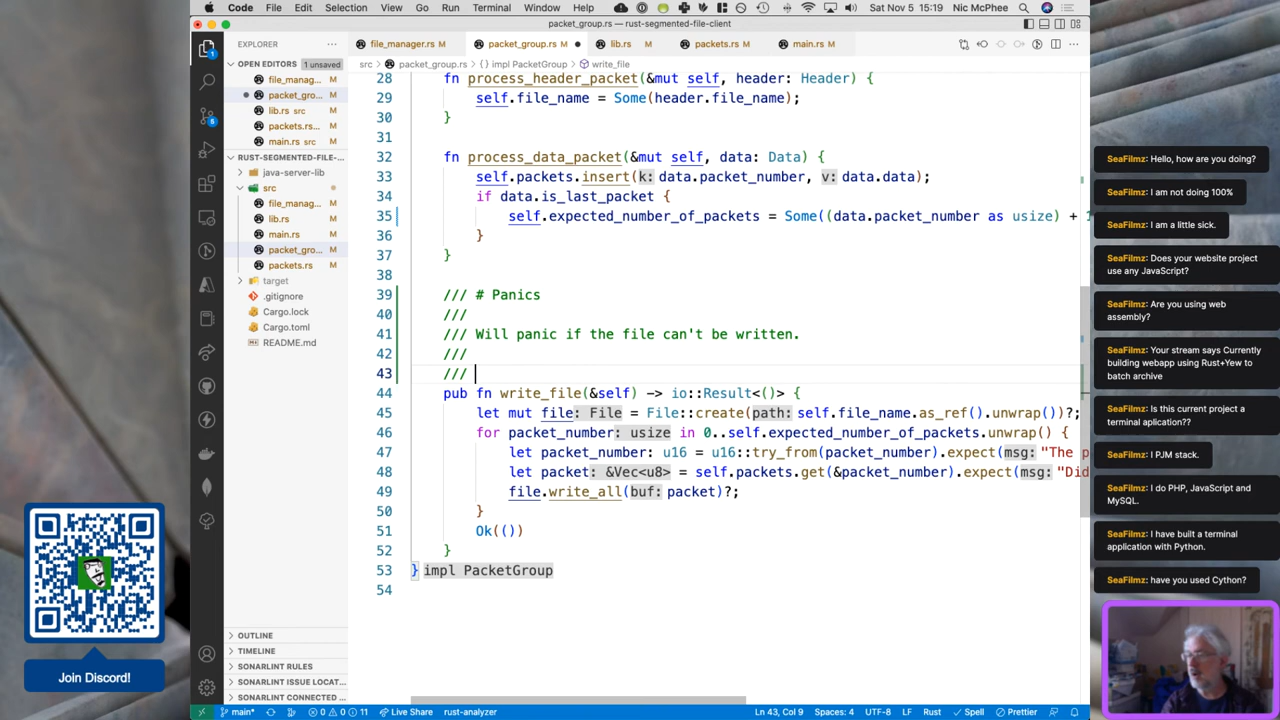 Code File Edit Selection View Go Run Terminal Window Help Sat Nov 5 15:19 Nic McPhee
packet_group.rs — rust-segmented-file-client
EXPLORER
OPEN EDITORS 1 unsaved
file_manag... M
packet_gro... M
lib.rs src M
packets.rs... M
main.rs src M
RUST-SEGMENTED-FILE-...
java-server-lib
src
file_manag... M
lib.rs M
main.rs M
packet_gro... M
packets.rs M
target
.gitignore
Cargo.lock
Cargo.toml
README.md
OUTLINE
TIMELINE
SONARLINT RULES
SONARLINT ISSUE LOCAT...
SONARLINT CONNECTED ...
file_manager.rs M packet_group.rs M lib.rs M packets.rs M main.rs M
src > packet_group.rs > {} impl PacketGroup > write_file
28 fn process_header_packet(&mut self, header: Header) {
29 self.file_name = Some(header.file_name);
30 }
31
32 fn process_data_packet(&mut self, data: Data) {
33 self.packets.insert(k: data.packet_number, v: data.data);
34 if data.is_last_packet {
35 self.expected_number_of_packets = Some((data.packet_number as usize) + 1
36 }
37 }
38
39 /// # Panics
40 ///
41 /// Will panic if the file can't be written.
42 ///
43 ///
44 pub fn write_file(&self) -> io::Result<()> {
45 let mut file: File = File::create(path: self.file_name.as_ref().unwrap())?;
46 for packet_number: usize in 0..self.expected_number_of_packets.unwrap() {
47 let packet_number: u16 = u16::try_from(packet_number).expect(msg: "The p
48 let packet: &Vec<u8> = self.packets.get(&packet_number).expect(msg: "Did
49 file.write_all(buf: packet)?;
50 }
51 Ok(())
52 }
53 } impl PacketGroup
54
main* 0 0 11 Live Share rust-analyzer Ln 43, Col 9 Spaces: 4 UTF-8 LF Rust Spell Prettier
Join Discord!
SeaFilmz: Hello, how are you doing?
SeaFilmz: I am not doing 100%
SeaFilmz: I am a little sick.
SeaFilmz: Does your website project
use any JavaScript?
SeaFilmz: Are you using web
assembly?
SeaFilmz: Your stream says Currently
building webapp using Rust+Yew to
batch archive
SeaFilmz: Is this current project a
terminal aplication??
SeaFilmz: I PJM stack.
SeaFilmz: I do PHP, JavaScript and
MySQL.
SeaFilmz: I have built a terminal
application with Python.
SeaFilmz: have you used Cython?